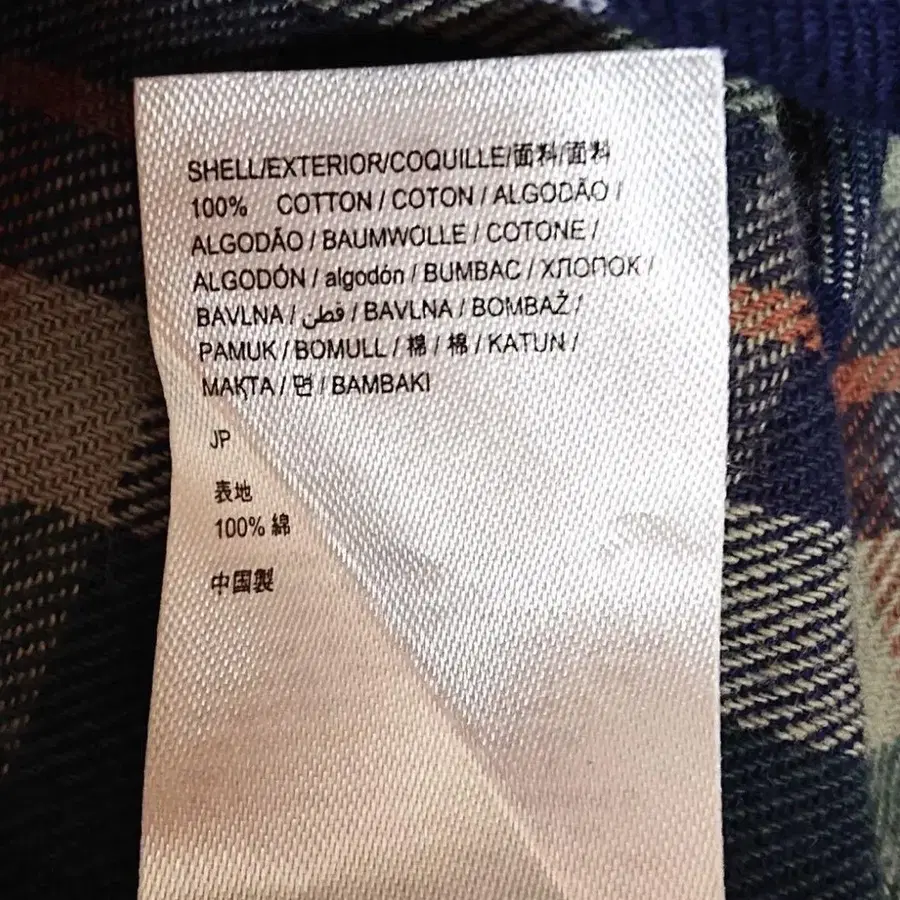 SHELL/EXTERIOR/COQUILLE/面料/面料
100% COTTON / COTON / ALGODÃO /
ALGODÃO / BAUMWOLLE / COTONE /
ALGODÓN / algodón / BUMBAC / ХЛОПОК /
BAVLNA / قطن / BAVLNA / BOMBAŽ /
PAMUK / BOMULL / 棉 / 棉 / KATUN /
MAҚTA / 면 / BAMBAKI
JP
表地
100% 綿
中国製